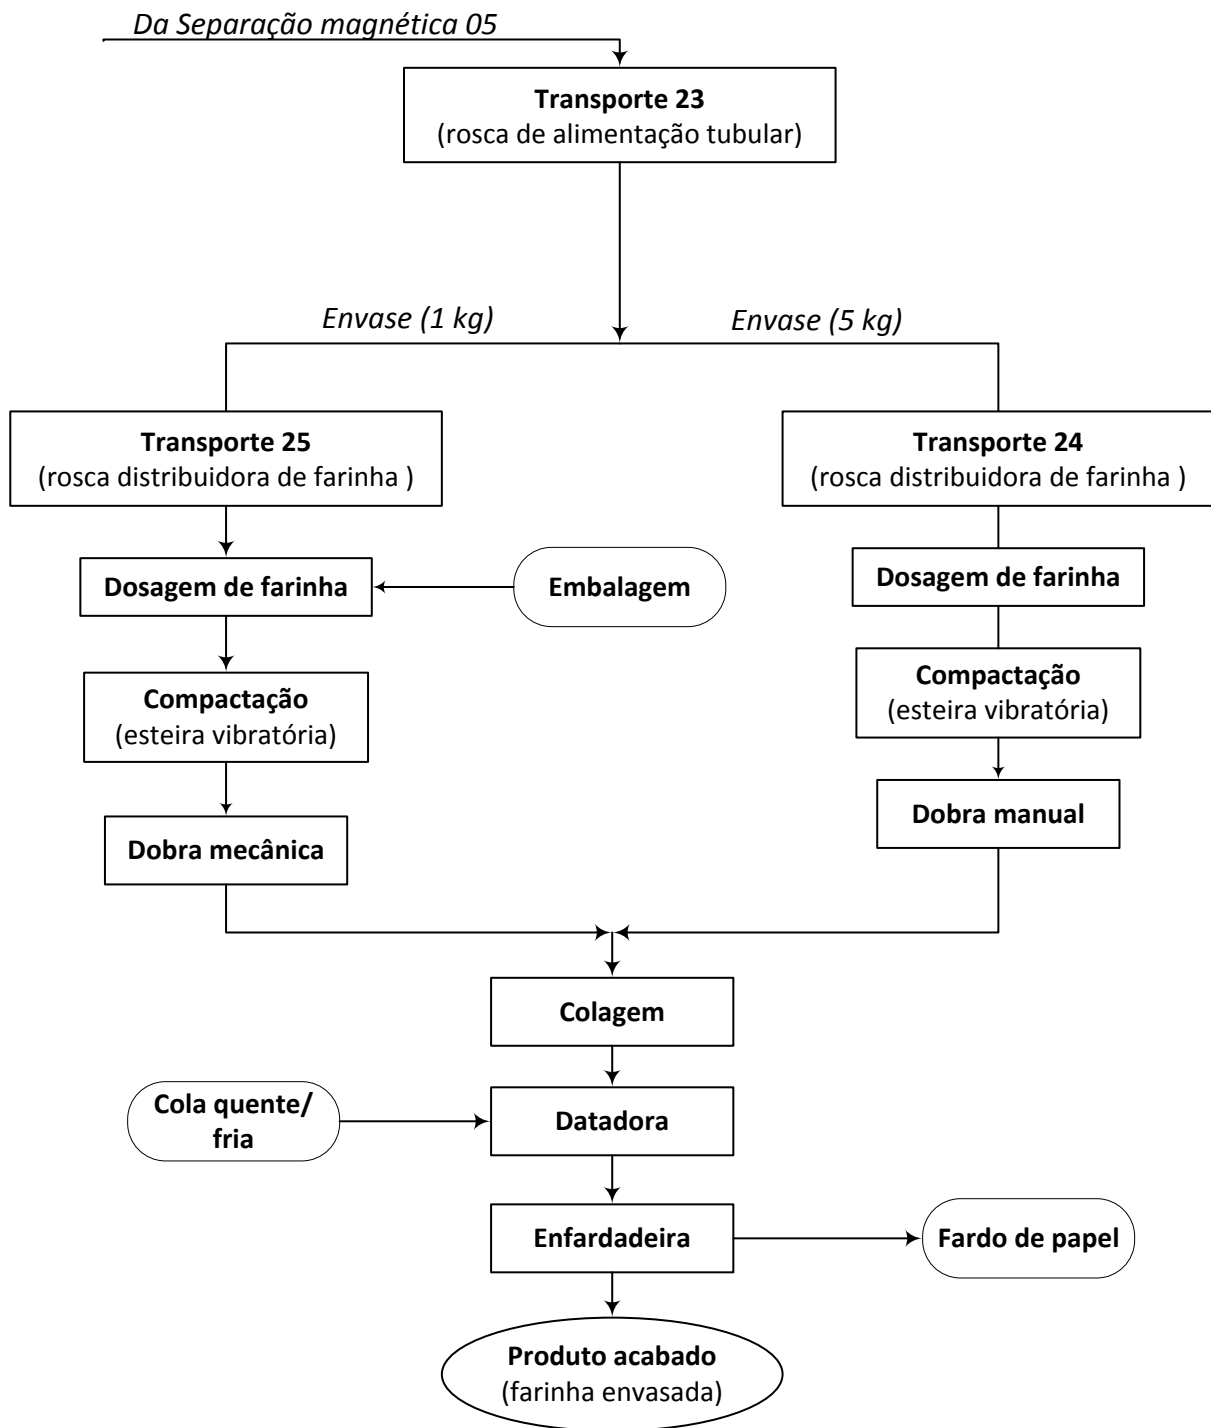 Da Separação magnética 05
Transporte 23
(rosca de alimentação tubular)
Envase (1 kg)
Envase (5 kg)
Transporte 25
(rosca distribuidora de farinha )
Transporte 24
(rosca distribuidora de farinha )
Dosagem de farinha
Embalagem
Dosagem de farinha
Compactação
(esteira vibratória)
Compactação
(esteira vibratória)
Dobra mecânica
Dobra manual
Colagem
Cola quente/
fria
Datadora
Enfardadeira
Fardo de papel
Produto acabado
(farinha envasada)